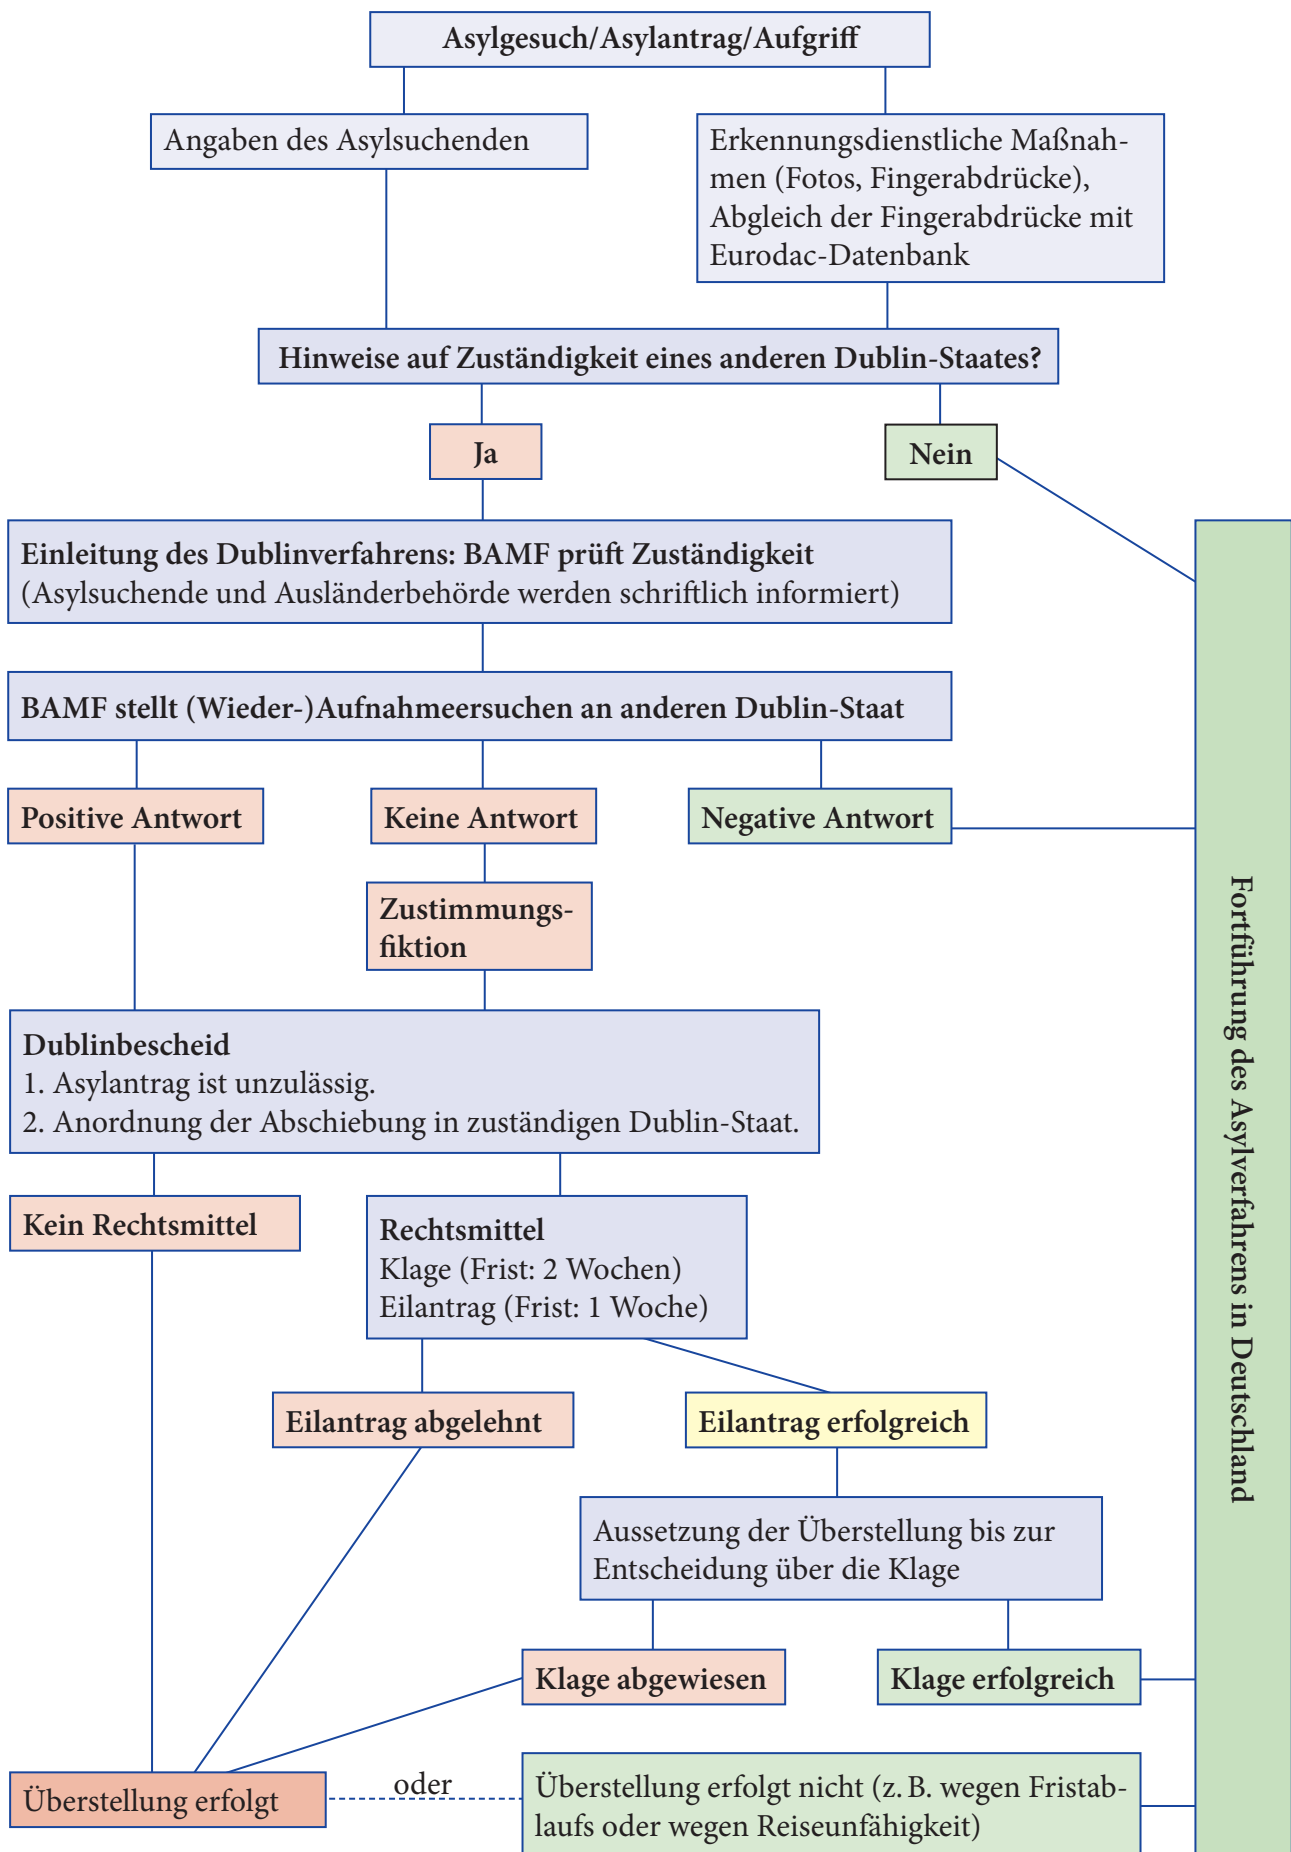 Asylgesuch/Asylantrag/Aufgriff
Angaben des Asylsuchenden
Erkennungsdienstliche Maßnah-
men (Fotos, Fingerabdrücke),
Abgleich der Fingerabdrücke mit
Eurodac-Datenbank
Hinweise auf Zuständigkeit eines anderen Dublin-Staates?
Ja
Nein
Einleitung des Dublinverfahrens: BAMF prüft Zuständigkeit
(Asylsuchende und Ausländerbehörde werden schriftlich informiert)
BAMF stellt (Wieder-)Aufnahmeersuchen an anderen Dublin-Staat
Positive Antwort
Keine Antwort
Negative Antwort
Zustimmungs-
fiktion
Dublinbescheid
1. Asylantrag ist unzulässig.
2. Anordnung der Abschiebung in zuständigen Dublin-Staat.
Kein Rechtsmittel
Rechtsmittel
Klage (Frist: 2 Wochen)
Eilantrag (Frist: 1 Woche)
Eilantrag abgelehnt
Eilantrag erfolgreich
Aussetzung der Überstellung bis zur
Entscheidung über die Klage
Klage abgewiesen
Klage erfolgreich
Überstellung erfolgt
oder
Überstellung erfolgt nicht (z. B. wegen Fristab-
laufs oder wegen Reiseunfähigkeit)
Fortführung des Asylverfahrens in Deutschland